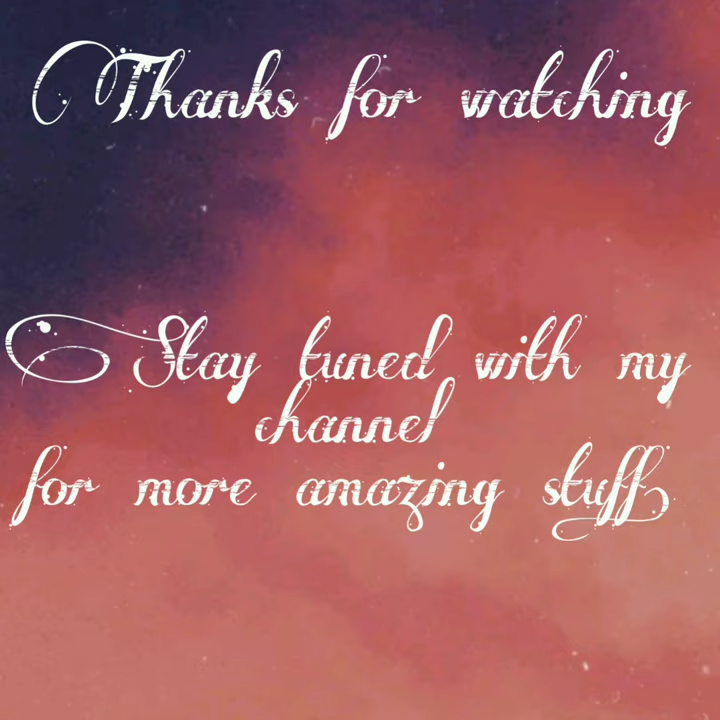 Thanks for watching
Stay tuned with my
channel
for more amazing stuff